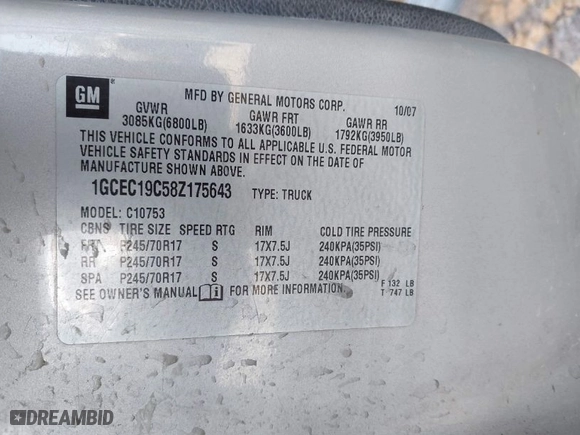 GM
MFD BY GENERAL MOTORS CORP. 10/07
GVWR GAWR FRT GAWR RR
3085KG(6800LB) 1633KG(3600LB) 1792KG(3950LB)
THIS VEHICLE CONFORMS TO ALL APPLICABLE U.S. FEDERAL MOTOR
VEHICLE SAFETY STANDARDS IN EFFECT ON THE DATE OF
MANUFACTURE SHOWN ABOVE.
1GCEC19C58Z175643 TYPE: TRUCK
MODEL: C10753
CBNS TIRE SIZE SPEED RTG RIM COLD TIRE PRESSURE
FRT P245/70R17 S 17X7.5J 240KPA(35PSI)
RR P245/70R17 S 17X7.5J 240KPA(35PSI)
SPA P245/70R17 S 17X7.5J 240KPA(35PSI)
SEE OWNER'S MANUAL FOR MORE INFORMATION.
F 132 LB
T 747 LB
DREAMBID